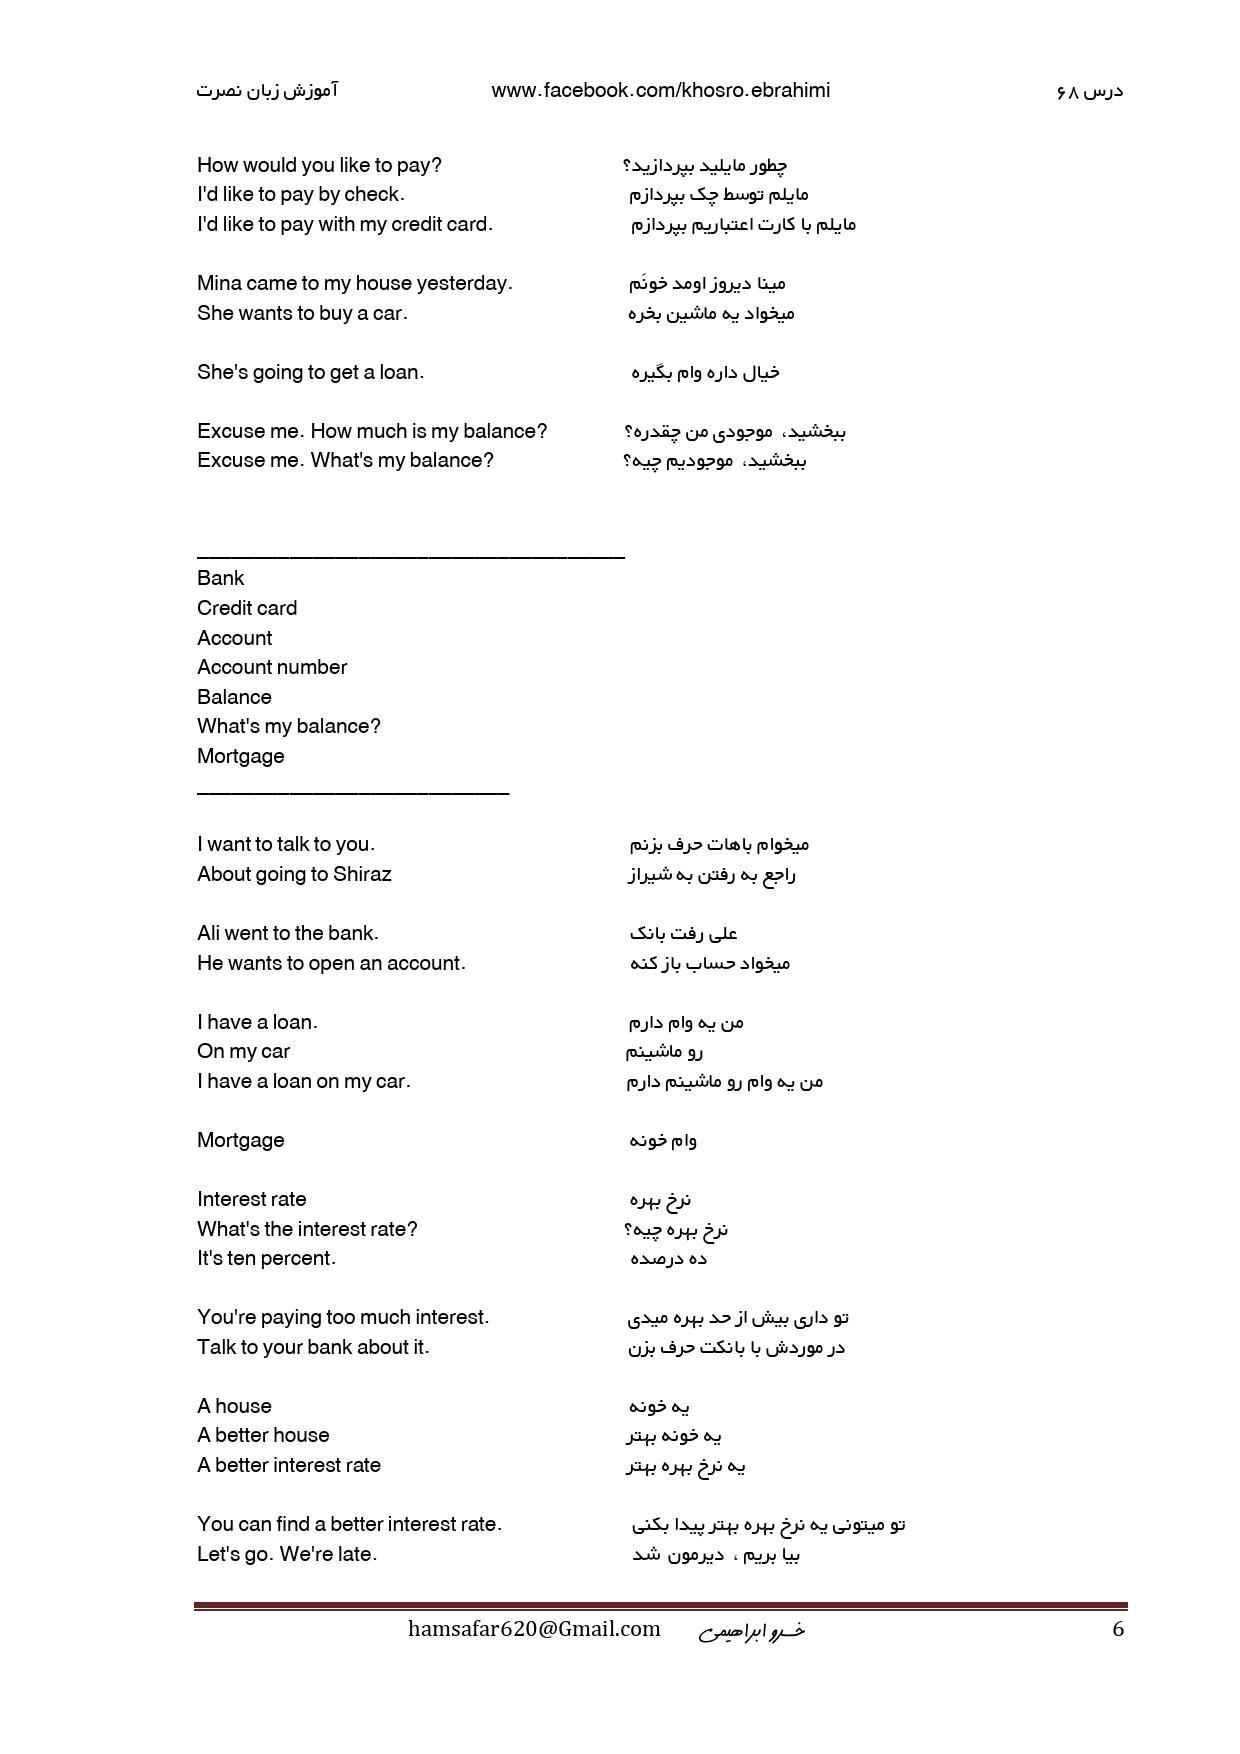 آموزش زبان نصرت www.facebook.com/khosro.ebrahimi درس ۶۸
How would you like to pay? چطور مایلید بپردازید؟
I'd like to pay by check. مایلم توسط چک بپردازم
I'd like to pay with my credit card. مایلم با کارت اعتباریم بپردازم
Mina came to my house yesterday. مینا دیروز اومد خونَم
She wants to buy a car. میخواد یه ماشین بخره
She's going to get a loan. خیال داره وام بگیره
Excuse me. How much is my balance? ببخشید، موجودی من چقدره؟
Excuse me. What's my balance? ببخشید، موجودیم چیه؟
_____________________________________
Bank
Credit card
Account
Account number
Balance
What's my balance?
Mortgage
___________________________
I want to talk to you. میخوام باهات حرف بزنم
About going to Shiraz راجع به رفتن به شیراز
Ali went to the bank. علی رفت بانک
He wants to open an account. میخواد حساب باز کنه
I have a loan. من یه وام دارم
On my car رو ماشینم
I have a loan on my car. من یه وام رو ماشینم دارم
Mortgage وام خونه
Interest rate نرخ بهره
What's the interest rate? نرخ بهره چیه؟
It's ten percent. ده درصده
You're paying too much interest. تو داری بیش از حد بهره میدی
Talk to your bank about it. در موردش با بانکت حرف بزن
A house یه خونه
A better house یه خونه بهتر
A better interest rate یه نرخ بهره بهتر
You can find a better interest rate. تو میتونی یه نرخ بهره بهتر پیدا بکنی
Let's go. We're late. بیا بریم ، دیرمون شد
hamsafar620@Gmail.com خسرو ابراهیمی 6